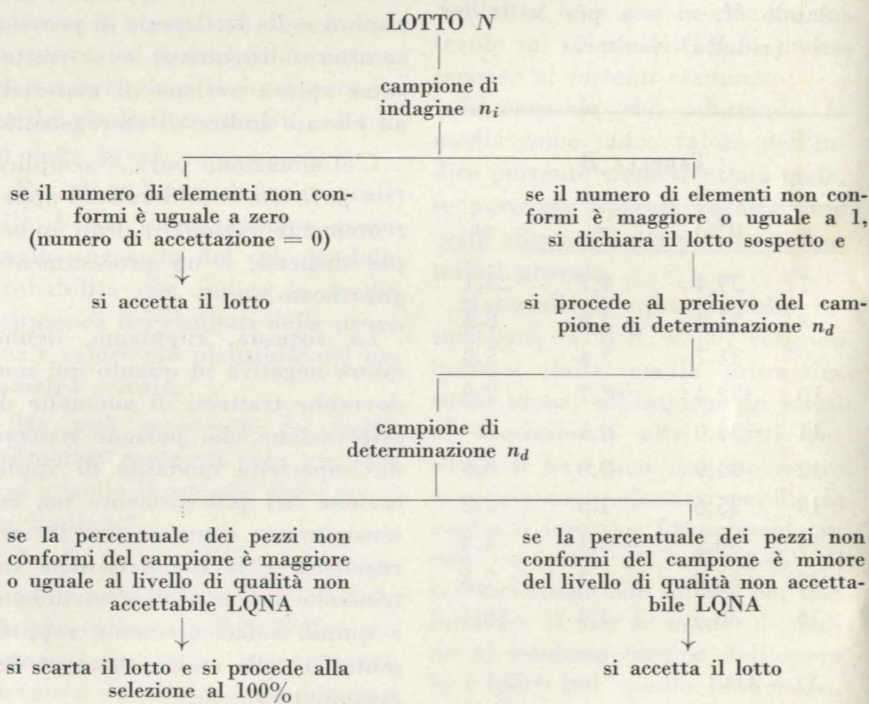 LOTTO N
campione di
indagine ni
se il numero di elementi non con-
formi è uguale a zero
(numero di accettazione = 0)
si accetta il lotto
se il numero di elementi non con-
formi è maggiore o uguale a 1,
si dichiara il lotto sospetto e
si procede al prelievo del cam-
pione di determinazione nd
campione di
determinazione nd
se la percentuale dei pezzi non
conformi del campione è maggiore
o uguale al livello di qualità non
accettabile LQNA
si scarta il lotto e si procede alla
selezione al 100%
se la percentuale dei pezzi non
conformi del campione è minore
del livello di qualità non accetta-
bile LQNA
si accetta il lotto